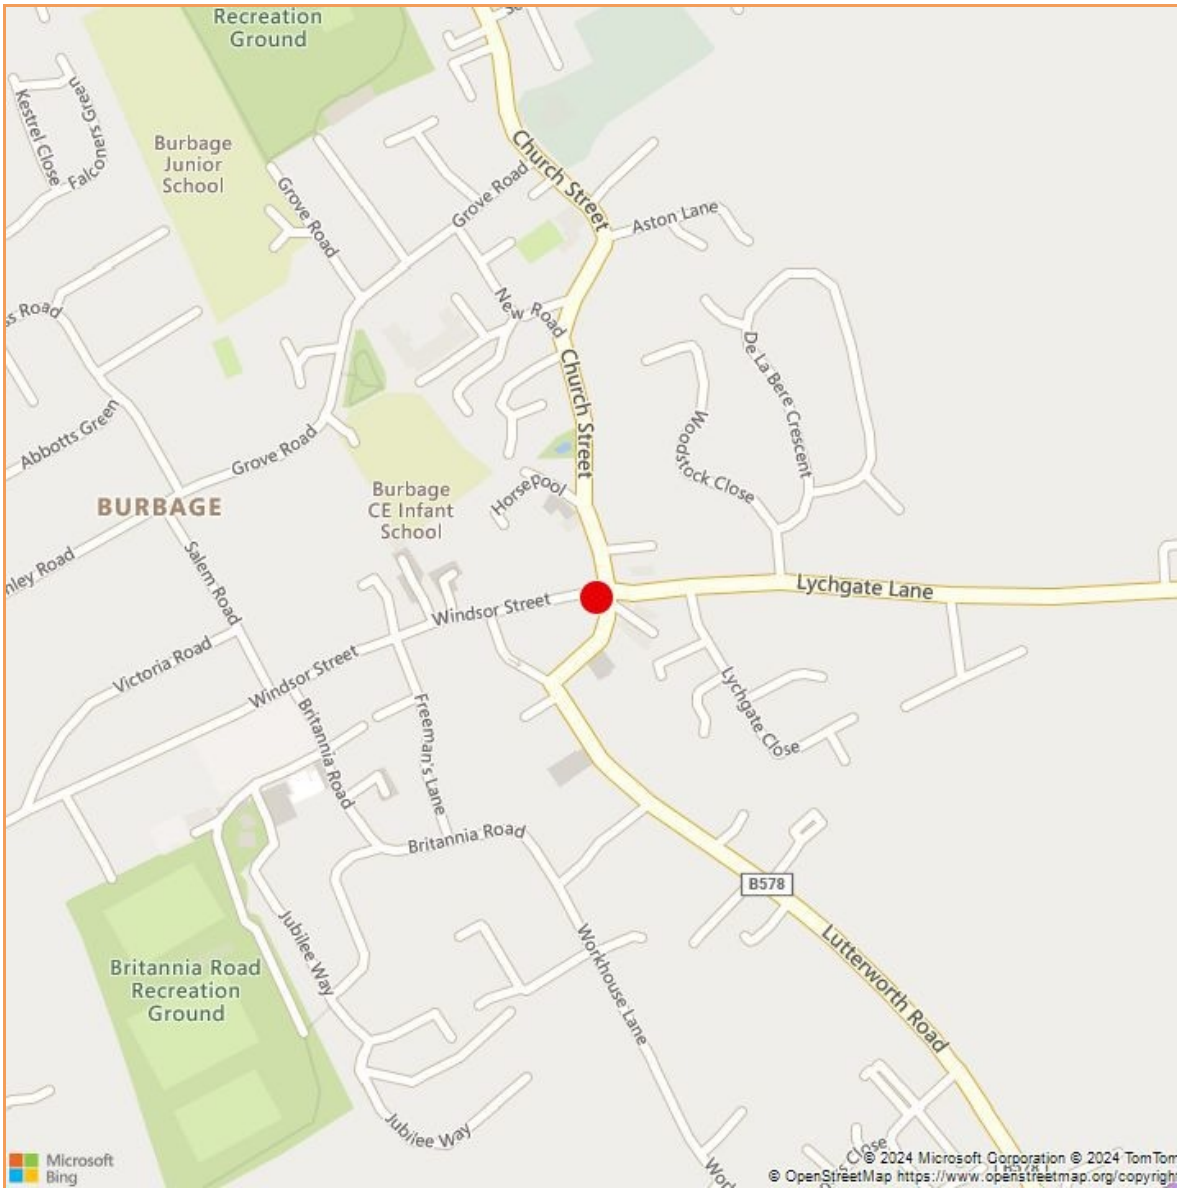 Recreation
Ground
Kestrel Close
Falconers Green
Burbage
Junior
School
Church Street
Grove Road
Grove Road
Aston Lane
New Road
Church Street
De La Bere Crescent
Woodstock Close
Road
Abbotts Green
Grove Road
BURBAGE
Burbage
CE Infant
School
Horsepool
Salem Road
Road
Windsor Street
Lychgate Lane
Victoria Road
Windsor Street
Lychgate Close
Britannia Road
Freeman's Lane
Britannia Road
B578
Jubilee Way
Workhouse Lane
Lutterworth Road
Britannia Road
Recreation
Ground
Jubilee Way
Close
B578
Microsoft
Bing
© 2024 Microsoft Corporation © 2024 TomTom
© OpenStreetMap https://www.openstreetmap.org/copyright